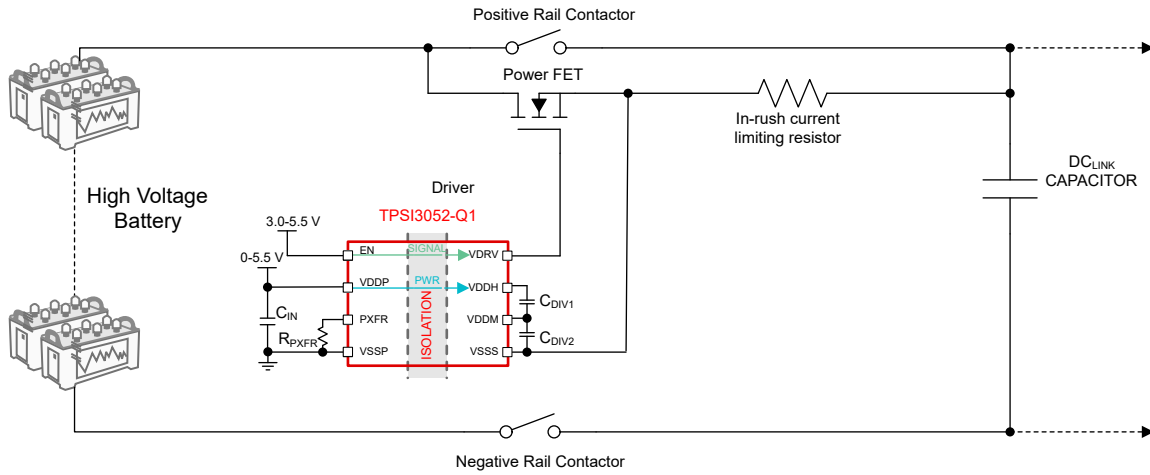 Positive Rail Contactor
Power FET
In-rush current
limiting resistor
DCLINK
CAPACITOR
High Voltage
Battery
Driver
TPSI3052-Q1
3.0-5.5 V
EN
SIGNAL
VDRV
0-5.5 V
VDDP
PWR
VDDH
CDIV1
CIN
PXFR
ISOLATION
VDDM
RPXFR
CDIV2
VSSP
VSSS
Negative Rail Contactor